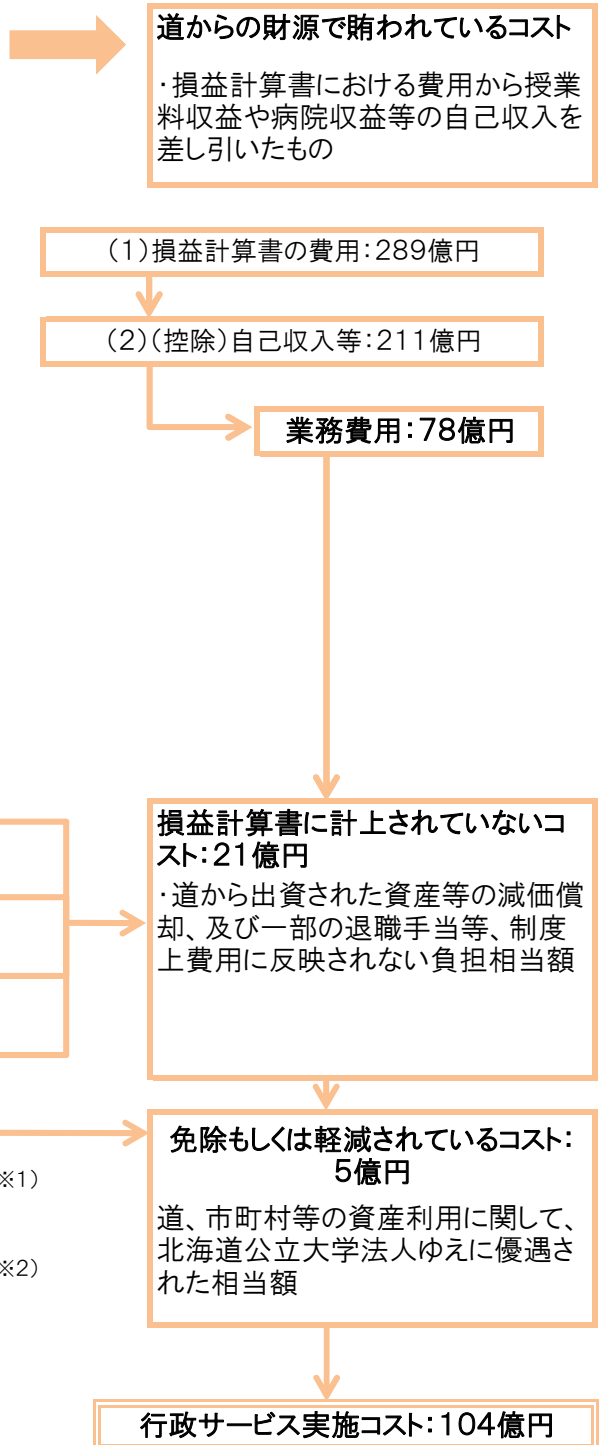 道からの財源で賄われているコスト
・損益計算書における費用から授業
料収益や病院収益等の自己収入を
差し引いたもの
(1)損益計算書の費用:289億円
(2)(控除)自己収入等:211億円
業務費用:78億円
損益計算書に計上されていないコ
スト:21億円
・道から出資された資産等の減価償
却、及び一部の退職手当等、制度
上費用に反映されない負担相当額
免除もしくは軽減されているコスト:
5億円
※1)
道、市町村等の資産利用に関して、
北海道公立大学法人ゆえに優遇さ
※2)
れた相当額
行政サービス実施コスト:104億円